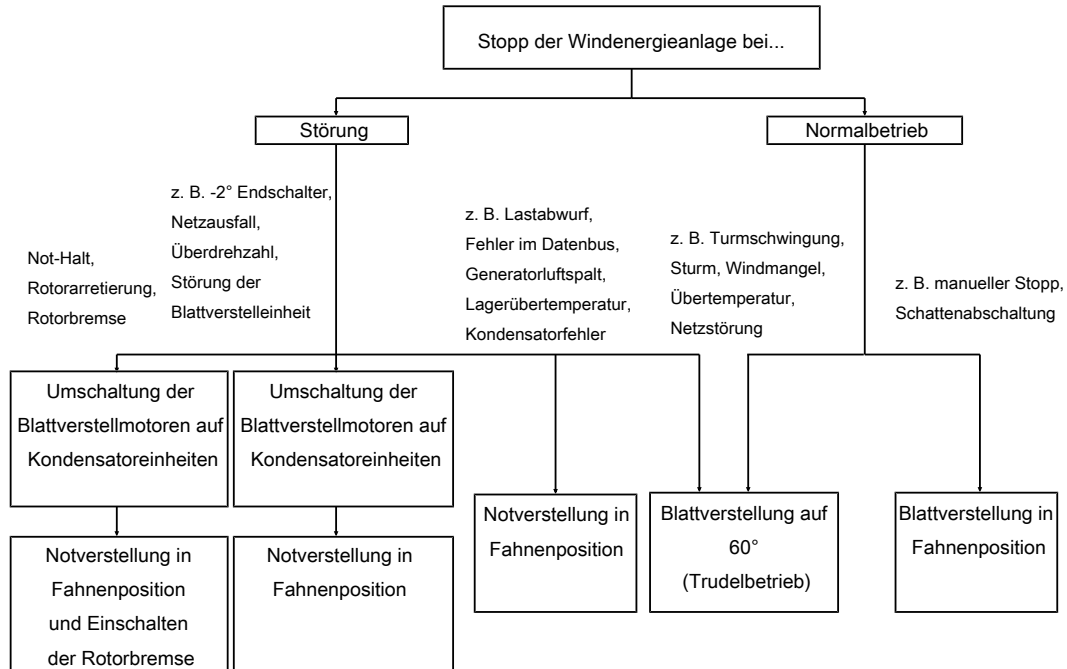 Stopp der Windenergieanlage bei...
Störung
Normalbetrieb
Not-Halt,
Rotorarretierung,
Rotorbremse
z. B. -2° Endschalter,
Netzausfall,
Überdrehzahl,
Störung der
Blattverstelleinheit
z. B. Lastabwurf,
Fehler im Datenbus,
Generatorluftspalt,
Lagerübertemperatur,
Kondensatorfehler
z. B. Turmschwingung,
Sturm, Windmangel,
Übertemperatur,
Netzstörung
z. B. manueller Stopp,
Schattenabschaltung
Umschaltung der
Blattverstellmotoren auf
Kondensatoreinheiten
Umschaltung der
Blattverstellmotoren auf
Kondensatoreinheiten
Notverstellung in
Fahnenposition
und Einschalten
der Rotorbremse
Notverstellung in
Fahnenposition
Notverstellung in
Fahnenposition
Blattverstellung auf
60°
(Trudelbetrieb)
Blattverstellung in
Fahnenposition